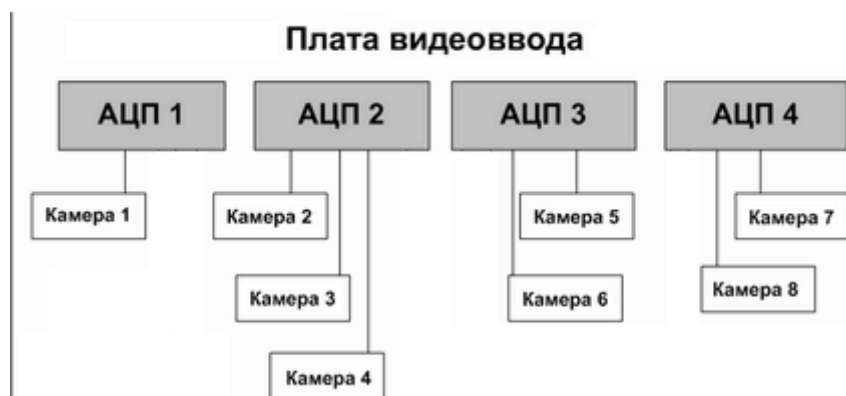 Плата видеоввода
АЦП 1
АЦП 2
АЦП 3
АЦП 4
Камера 1
Камера 2
Камера 5
Камера 7
Камера 3
Камера 6
Камера 8
Камера 4